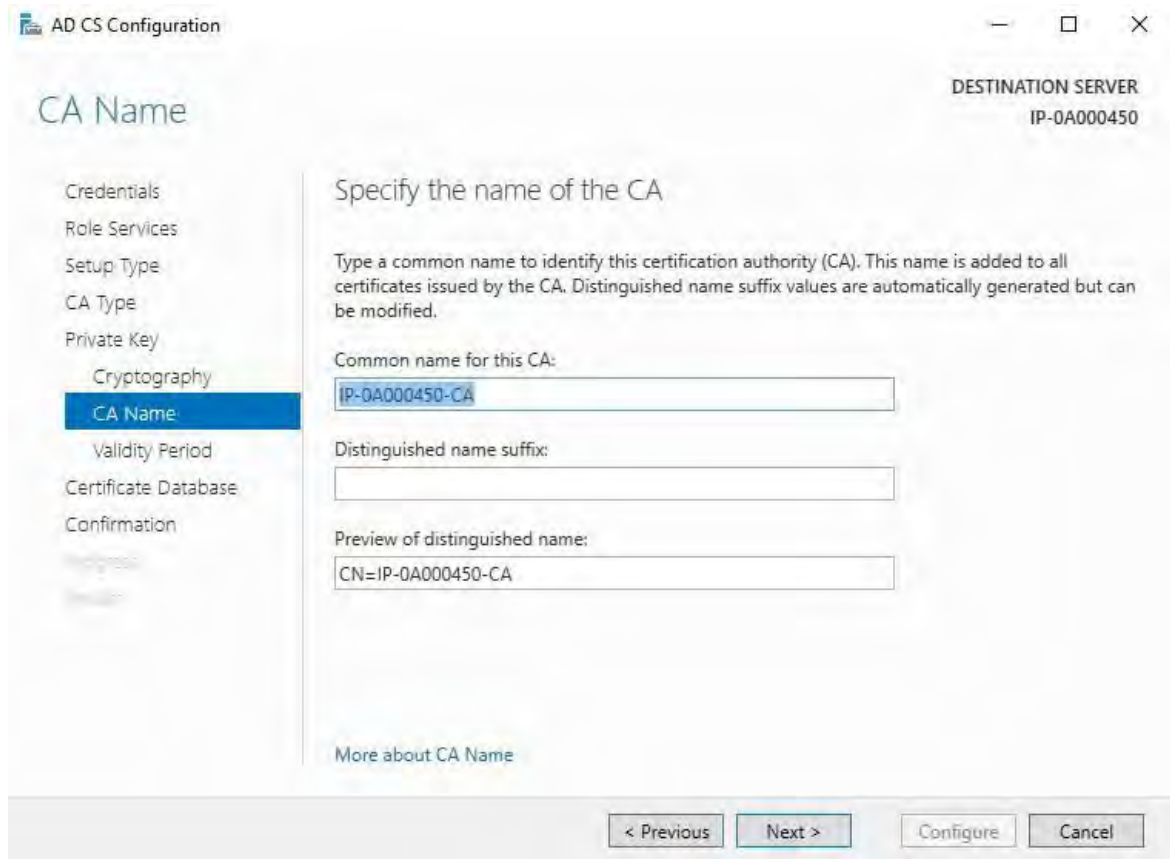 AD CS Configuration
DESTINATION SERVER
IP-0A000450
CA Name
Credentials
Role Services
Setup Type
CA Type
Private Key
Cryptography
CA Name
Validity Period
Certificate Database
Confirmation
Specify the name of the CA
Type a common name to identify this certification authority (CA). This name is added to all
certificates issued by the CA. Distinguished name suffix values are automatically generated but can
be modified.
Common name for this CA:
IP-0A000450-CA
Distinguished name suffix:
Preview of distinguished name:
CN=IP-0A000450-CA
More about CA Name
< Previous
Next >
Configure
Cancel